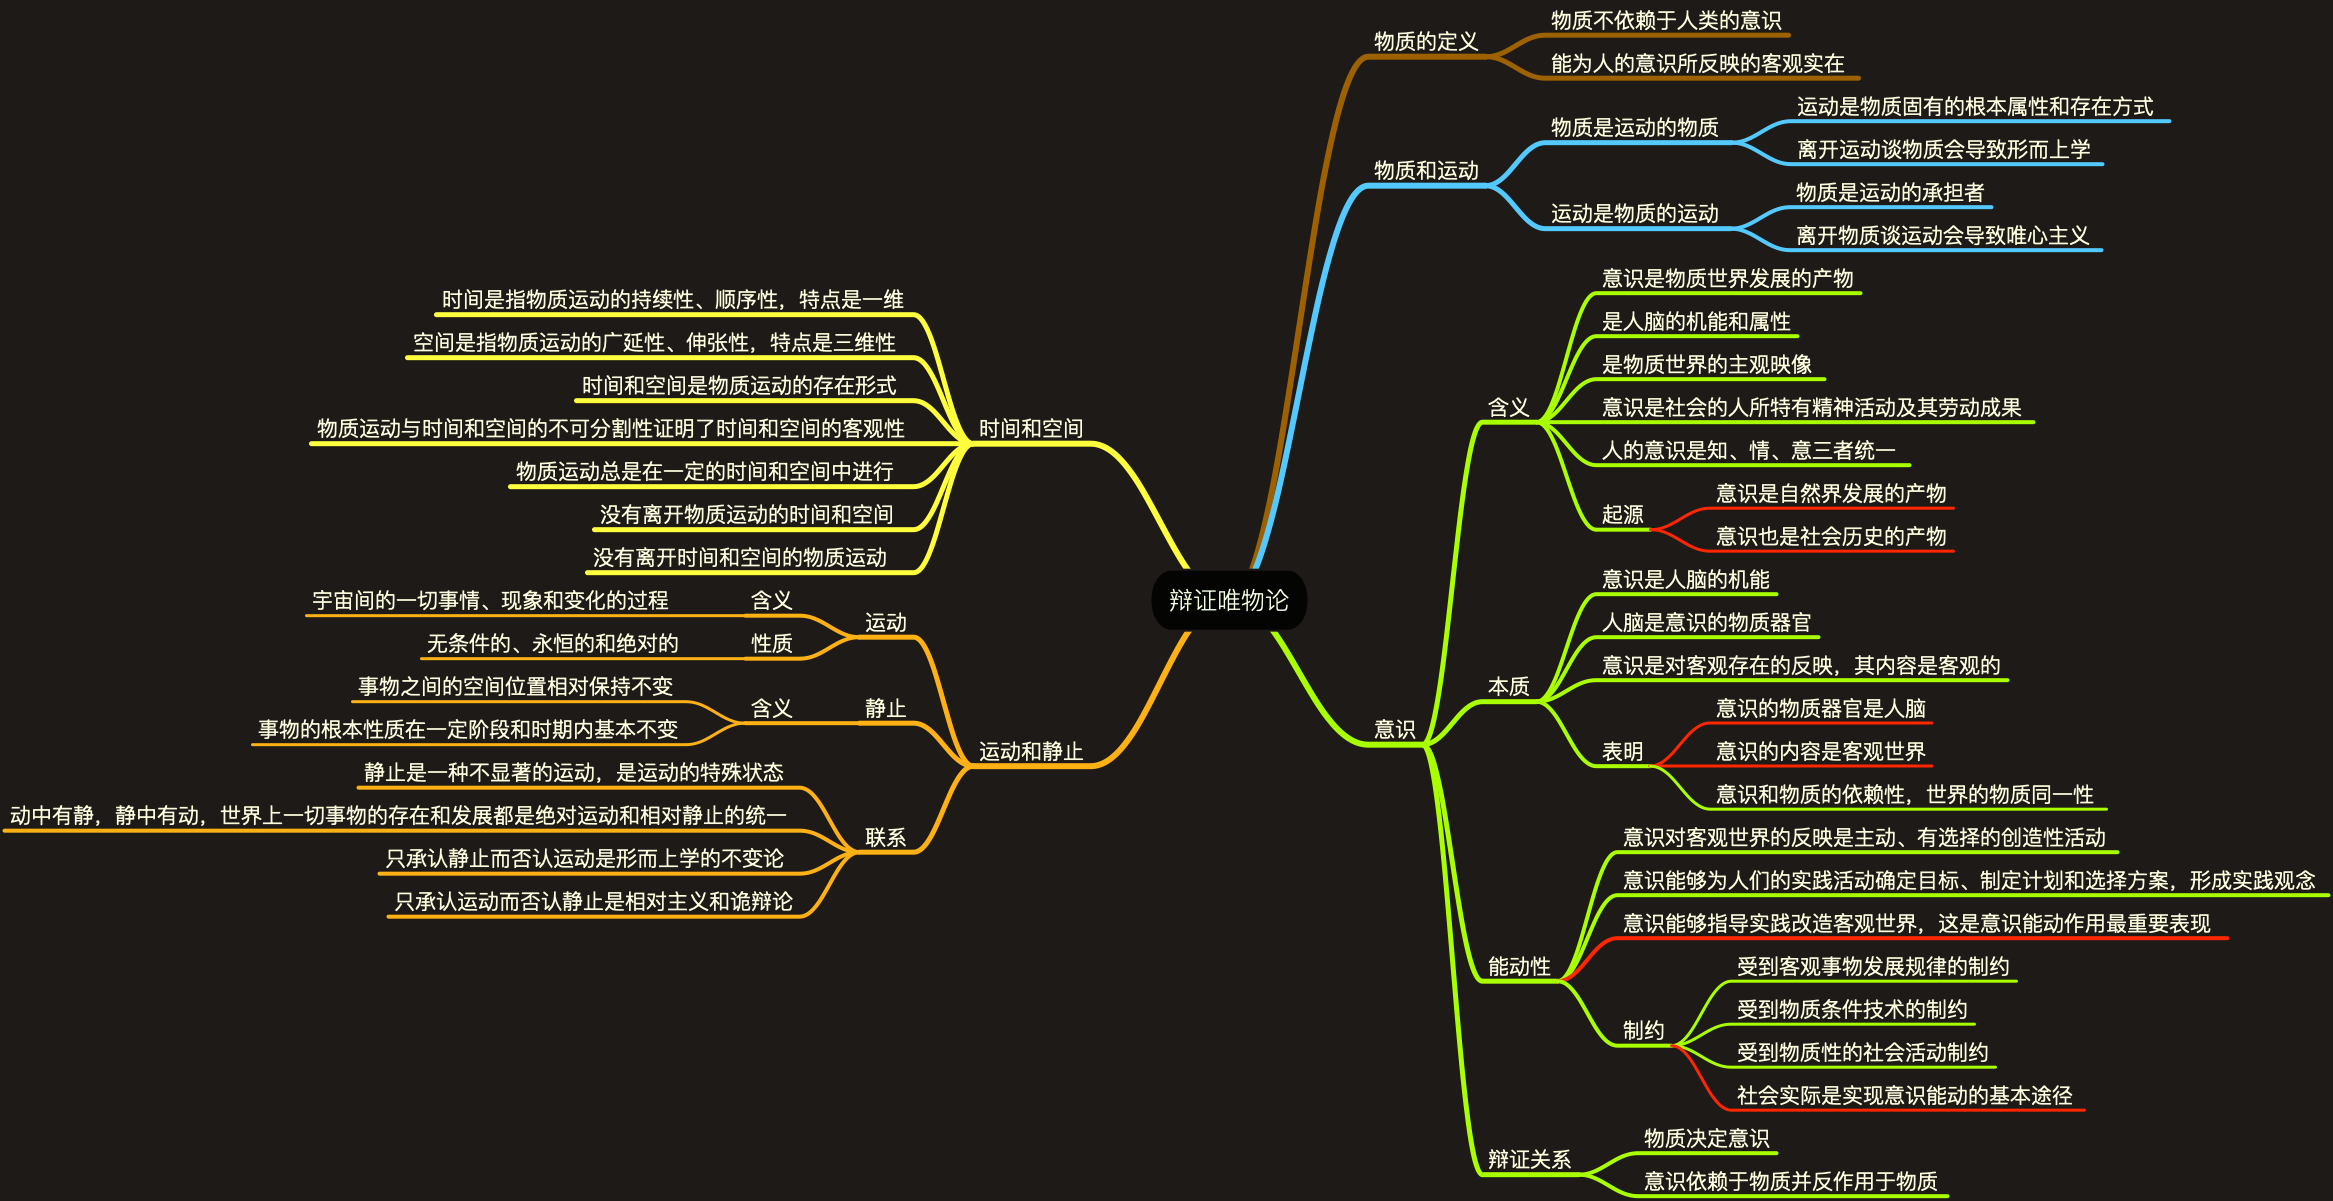 辩证唯物论
物质的定义
物质不依赖于人类的意识
能为人的意识所反映的客观实在
物质和运动
物质是运动的物质
运动是物质固有的根本属性和存在方式
离开运动谈物质会导致形而上学
运动是物质的运动
物质是运动的承担者
离开物质谈运动会导致唯心主义
意识
含义
意识是物质世界发展的产物
是人脑的机能和属性
是物质世界的主观映像
意识是社会的人所特有精神活动及其劳动成果
人的意识是知、情、意三者统一
起源
意识是自然界发展的产物
意识也是社会历史的产物
本质
意识是人脑的机能
人脑是意识的物质器官
意识是对客观存在的反映，其内容是客观的
表明
意识的物质器官是人脑
意识的内容是客观世界
意识和物质的依赖性，世界的物质同一性
能动性
意识对客观世界的反映是主动、有选择的创造性活动
意识能够为人们的实践活动确定目标、制定计划和选择方案，形成实践观念
意识能够指导实践改造客观世界，这是意识能动作用最重要表现
制约
受到客观事物发展规律的制约
受到物质条件技术的制约
受到物质性的社会活动制约
社会实际是实现意识能动的基本途径
辩证关系
物质决定意识
意识依赖于物质并反作用于物质
时间和空间
时间是指物质运动的持续性、顺序性，特点是一维
空间是指物质运动的广延性、伸张性，特点是三维性
时间和空间是物质运动的存在形式
物质运动与时间和空间的不可分割性证明了时间和空间的客观性
物质运动总是在一定的时间和空间中进行
没有离开物质运动的时间和空间
没有离开时间和空间的物质运动
运动和静止
运动
含义
宇宙间的一切事情、现象和变化的过程
性质
无条件的、永恒的和绝对的
静止
含义
事物之间的空间位置相对保持不变
事物的根本性质在一定阶段和时期内基本不变
联系
静止是一种不显著的运动，是运动的特殊状态
动中有静，静中有动，世界上一切事物的存在和发展都是绝对运动和相对静止的统一
只承认静止而否认运动是形而上学的不变论
只承认运动而否认静止是相对主义和诡辩论